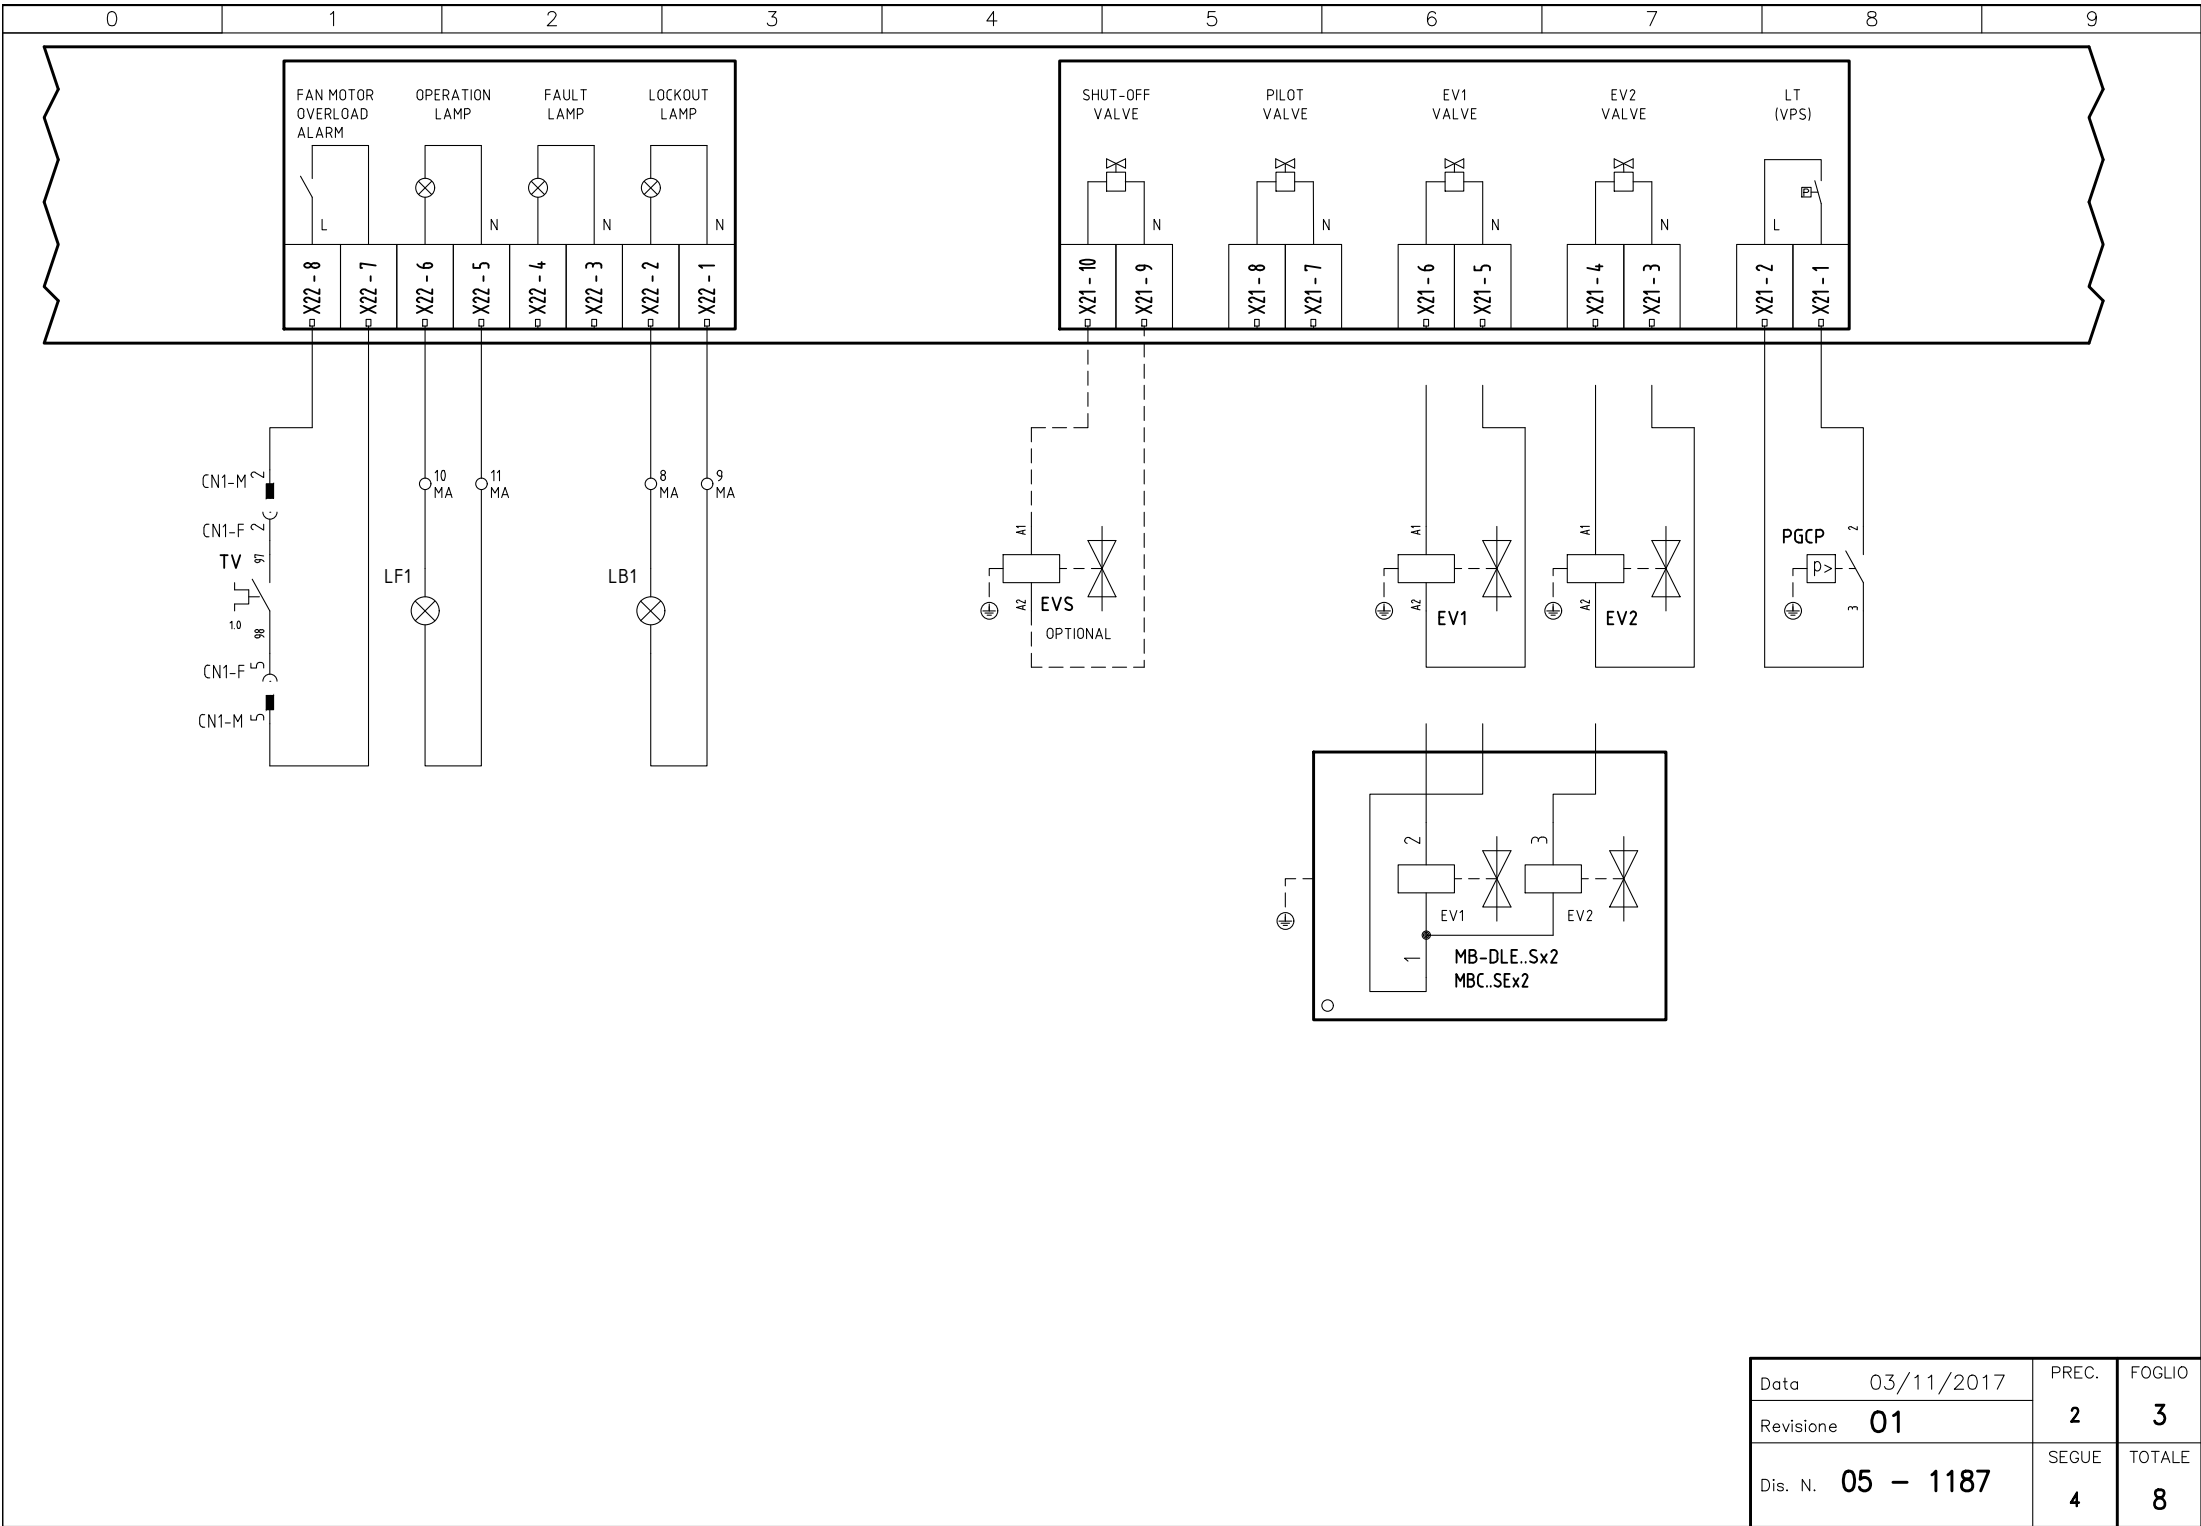 0 1 2 3 4 5 6 7 8 9
FAN MOTOR
OVERLOAD
ALARM
OPERATION
LAMP
FAULT
LAMP
LOCKOUT
LAMP
L N N N
X22 - 8
X22 - 7
X22 - 6
X22 - 5
X22 - 4
X22 - 3
X22 - 2
X22 - 1
SHUT-OFF
VALVE
PILOT
VALVE
EV1
VALVE
EV2
VALVE
LT
(VPS)
P
N N N N L
X21 - 10
X21 - 9
X21 - 8
X21 - 7
X21 - 6
X21 - 5
X21 - 4
X21 - 3
X21 - 2
X21 - 1
CN1-M 2
CN1-F 2
TV 97
1.0 98
CN1-F 5
CN1-M 5
10
MA
11
MA
LF1
8
MA
9
MA
LB1
A1
A2
EVS
OPTIONAL
A1
A2
EV1
A1
A2
EV2
PGCP 2
p>
3
2 3
EV1 EV2
1
MB-DLE..Sx2
MBC..SEx2
Data 03/11/2017
Revisione 01
Dis. N. 05 - 1187
PREC.
2
SEGUE
4
FOGLIO
3
TOTALE
8